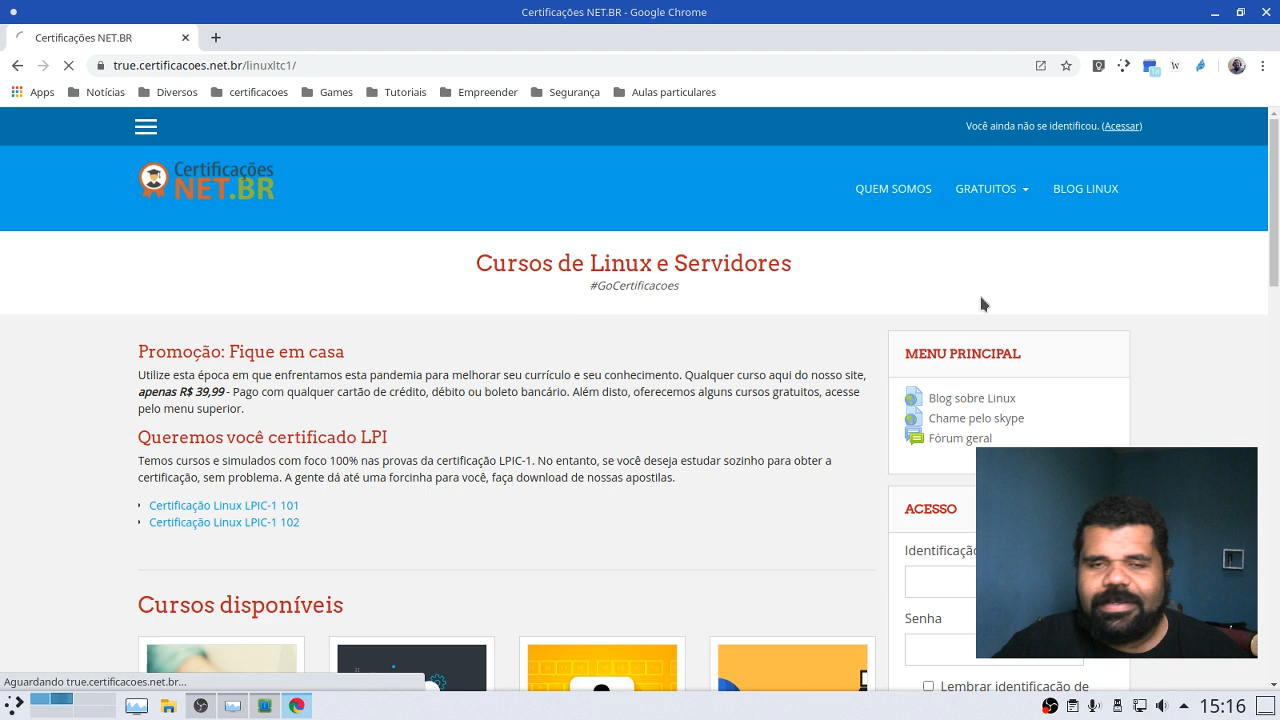 Certificações NET.BR - Google Chrome
Certificações NET.BR
true.certificacoes.net.br/linuxltc1/
Apps Notícias Diversos certificacoes Games Tutoriais Empreender Segurança Aulas particulares
Você ainda não se identificou. (Acessar)
Certificações
NET.BR
QUEM SOMOS GRATUITOS BLOG LINUX
Cursos de Linux e Servidores
#GoCertificacoes
Promoção: Fique em casa
Utilize esta época em que enfrentamos esta pandemia para melhorar seu currículo e seu conhecimento. Qualquer curso aqui do nosso site,
apenas R$ 39,99 - Pago com qualquer cartão de crédito, débito ou boleto bancário. Além disto, oferecemos alguns cursos gratuitos, acesse
pelo menu superior.
Queremos você certificado LPI
Temos cursos e simulados com foco 100% nas provas da certificação LPIC-1. No entanto, se você deseja estudar sozinho para obter a
certificação, sem problema. A gente dá até uma forcinha para você, faça download de nossas apostilas.
Certificação Linux LPIC-1 101
Certificação Linux LPIC-1 102
Cursos disponíveis
MENU PRINCIPAL
Blog sobre Linux
Chame pelo skype
Fórum geral
ACESSO
Identificaçã
Senha
Lembrar identificação de
Aguardando true.certificacoes.net.br...
15:16